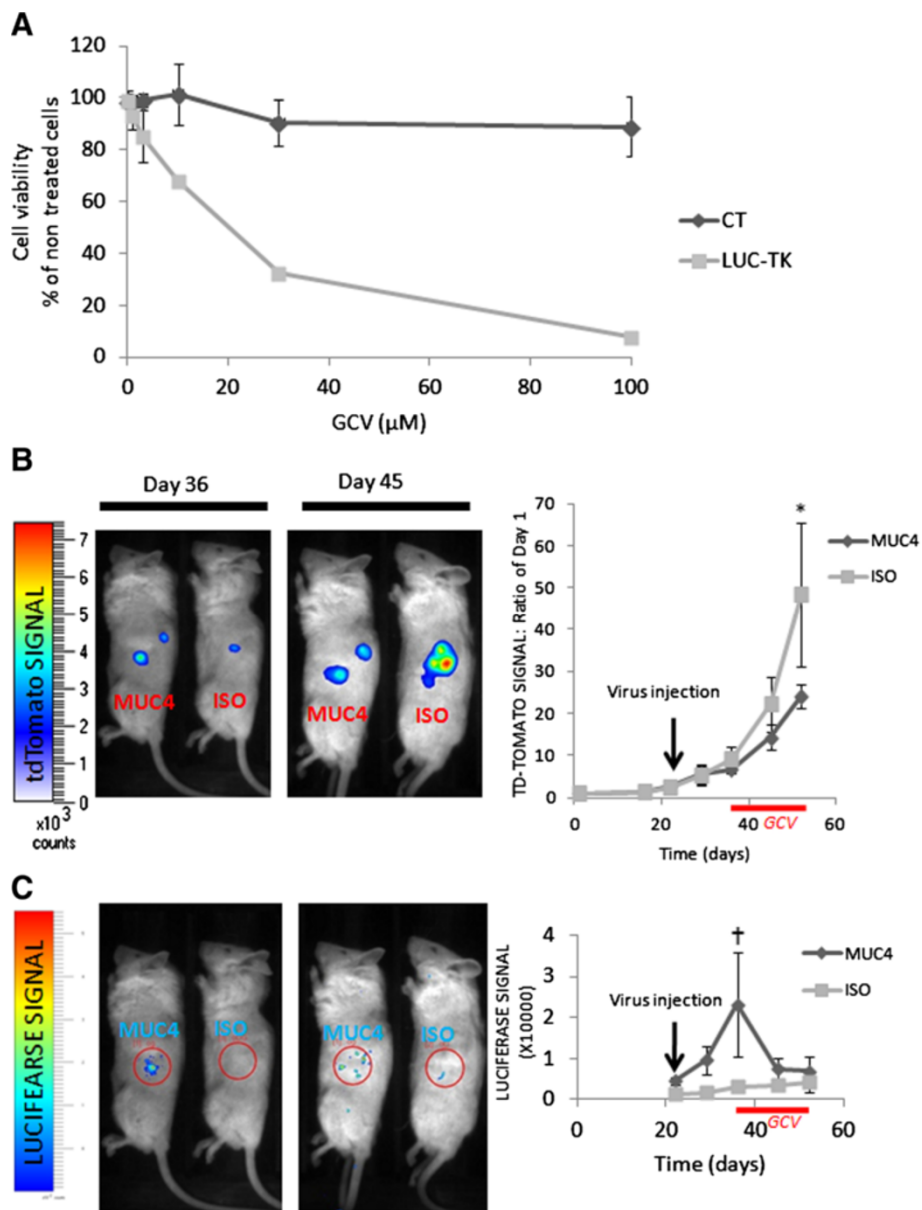 A
120
100
80
60
40
20
0
Cell viability
% of non treated cells
0 20 40 60 80 100
GCV (µM)
CT
LUC-TK
B
Day 36
Day 45
tdTomato SIGNAL
7
6
5
4
3
2
1
0
x10³
counts
MUC4
ISO
MUC4
ISO
70
60
50
40
30
20
10
0
TD-TOMATO SIGNAL: Ratio of Day 1
*
MUC4
ISO
Virus injection
0 20 40 60
GCV
Time (days)
C
LUCIFEARSE SIGNAL
MUC4
ISO
MUC4
ISO
4
3
2
1
0
LUCIFERASE SIGNAL
(X10000)
†
MUC4
ISO
Virus injection
0 20 40 60
GCV
Time (days)